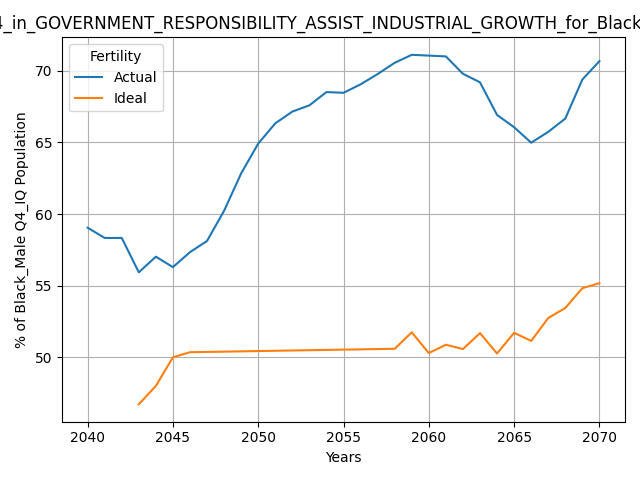 _in_GOVERNMENT_RESPONSIBILITY_ASSIST_INDUSTRIAL_GROWTH_for_Black
Fertility
Actual
Ideal
% of Black_Male Q4_IQ Population
70
65
60
55
50
2040
2045
2050
2055
2060
2065
2070
Years